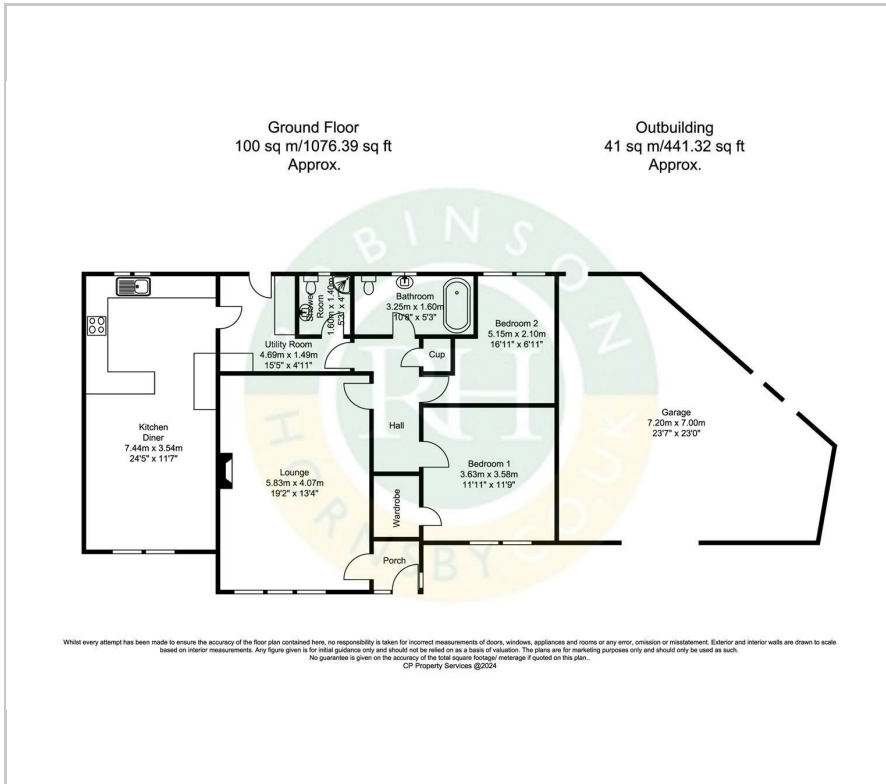 Ground Floor
100 sq m/1076.39 sq ft
Approx.
Outbuilding
41 sq m/441.32 sq ft
Approx.
ROBINSON
HORNSBY.CO.UK
RH
Shower
Room
1.60m x 1.40m
5'3" x 4'7"
Bathroom
3.25m x 1.60m
10'8" x 5'3"
Bedroom 2
5.15m x 2.10m
16'11" x 6'11"
Utility Room
4.69m x 1.49m
15'5" x 4'11"
Cup
Kitchen
Diner
7.44m x 3.54m
24'5" x 11'7"
Hall
Garage
7.20m x 7.00m
23'7" x 23'0"
Lounge
5.83m x 4.07m
19'2" x 13'4"
Bedroom 1
3.63m x 3.58m
11'11" x 11'9"
Wardrobe
Porch
Whilst every attempt has been made to ensure the accuracy of the floor plan contained here, no responsibility is taken for incorrect measurements of doors, windows, appliances and rooms or any error, omission or misstatement. Exterior and interior walls are drawn to scale
based on interior measurements. Any figure given is for initial guidance only and should not be relied on as a basis of valuation. The plans are for marketing purposes only and should only be used as such.
No guarantee is given on the accuracy of the total square footage/ meterage if quoted on this plan..
CP Property Services @2024